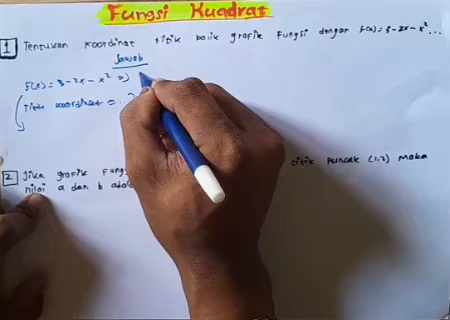 Fungsi Kuadrat
1 Tentukan Koordinat titik balik grafik fungsi dengan f(x) = 3 - 2x - x² ...
Jawab
f(x) = 3 - 2x - x² =)
Titik koordinat = ...?
2 Jika grafik Fung titik puncak (1,2) maka
nilai a dan b